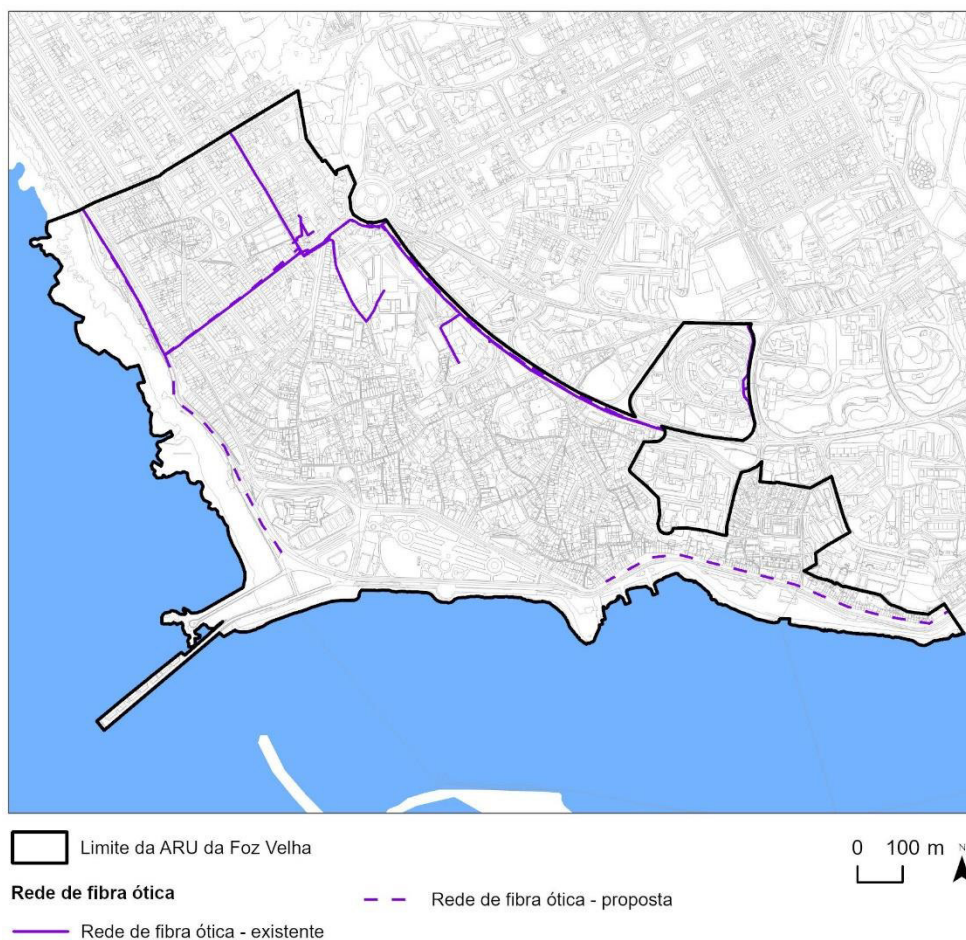 Limite da ARU da Foz Velha
0 100 m
N
Rede de fibra ótica
Rede de fibra ótica - proposta
Rede de fibra ótica - existente